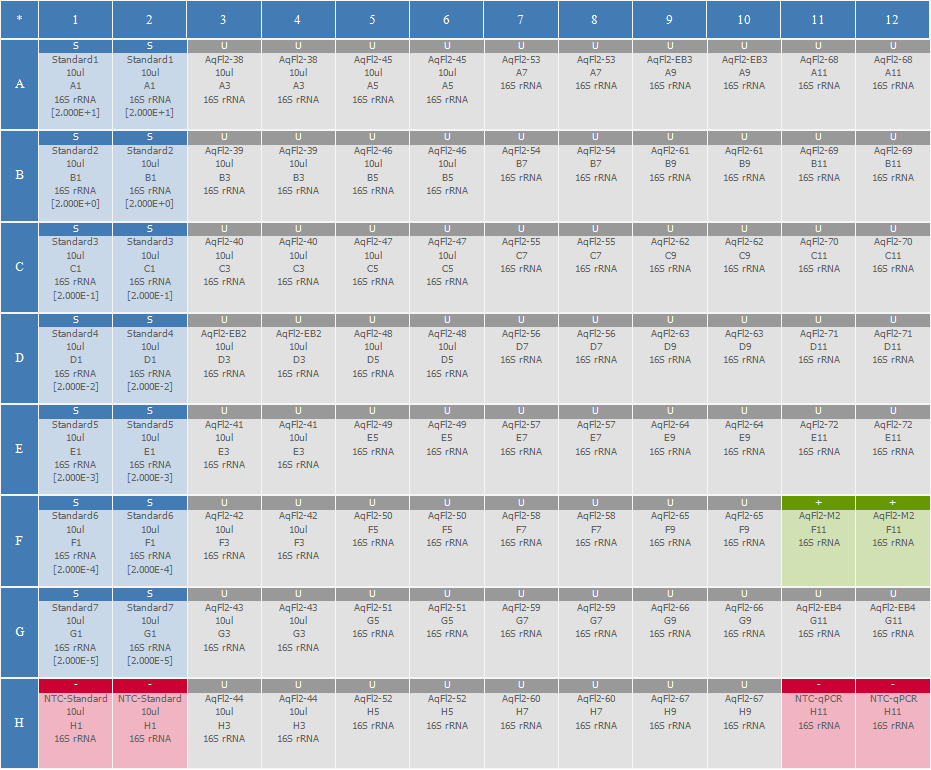 * 1 2 3 4 5 6 7 8 9 10 11 12
S S U U U U U U U U U U
Standard1 Standard1 AqFl2-38 AqFl2-38 AqFl2-45 AqFl2-45 AqFl2-53 AqFl2-53 AqFl2-EB3 AqFl2-EB3 AqFl2-68 AqFl2-68
10ul 10ul 10ul 10ul 10ul 10ul A7 A7 A9 A9 A11 A11
A A1 A1 A3 A3 A5 A5 16S rRNA 16S rRNA 16S rRNA 16S rRNA 16S rRNA 16S rRNA
16S rRNA 16S rRNA 16S rRNA 16S rRNA 16S rRNA 16S rRNA
[2.000E+1] [2.000E+1]
S S U U U U U U U U U U
Standard2 Standard2 AqFl2-39 AqFl2-39 AqFl2-46 AqFl2-46 AqFl2-54 AqFl2-54 AqFl2-61 AqFl2-61 AqFl2-69 AqFl2-69
10ul 10ul 10ul 10ul 10ul 10ul B7 B7 B9 B9 B11 B11
B B1 B1 B3 B3 B5 B5 16S rRNA 16S rRNA 16S rRNA 16S rRNA 16S rRNA 16S rRNA
16S rRNA 16S rRNA 16S rRNA 16S rRNA 16S rRNA 16S rRNA
[2.000E+0] [2.000E+0]
S S U U U U U U U U U U
Standard3 Standard3 AqFl2-40 AqFl2-40 AqFl2-47 AqFl2-47 AqFl2-55 AqFl2-55 AqFl2-62 AqFl2-62 AqFl2-70 AqFl2-70
10ul 10ul 10ul 10ul 10ul 10ul C7 C7 C9 C9 C11 C11
C C1 C1 C3 C3 C5 C5 16S rRNA 16S rRNA 16S rRNA 16S rRNA 16S rRNA 16S rRNA
16S rRNA 16S rRNA 16S rRNA 16S rRNA 16S rRNA 16S rRNA
[2.000E-1] [2.000E-1]
S S U U U U U U U U U U
Standard4 Standard4 AqFl2-EB2 AqFl2-EB2 AqFl2-48 AqFl2-48 AqFl2-56 AqFl2-56 AqFl2-63 AqFl2-63 AqFl2-71 AqFl2-71
10ul 10ul 10ul 10ul 10ul 10ul D7 D7 D9 D9 D11 D11
D D1 D1 D3 D3 D5 D5 16S rRNA 16S rRNA 16S rRNA 16S rRNA 16S rRNA 16S rRNA
16S rRNA 16S rRNA 16S rRNA 16S rRNA 16S rRNA 16S rRNA
[2.000E-2] [2.000E-2]
S S U U U U U U U U U U
Standard5 Standard5 AqFl2-41 AqFl2-41 AqFl2-49 AqFl2-49 AqFl2-57 AqFl2-57 AqFl2-64 AqFl2-64 AqFl2-72 AqFl2-72
10ul 10ul 10ul 10ul E5 E5 E7 E7 E9 E9 E11 E11
E E1 E1 E3 E3 16S rRNA 16S rRNA 16S rRNA 16S rRNA 16S rRNA 16S rRNA 16S rRNA 16S rRNA
16S rRNA 16S rRNA 16S rRNA 16S rRNA
[2.000E-3] [2.000E-3]
S S U U U U U U U U + +
Standard6 Standard6 AqFl2-42 AqFl2-42 AqFl2-50 AqFl2-50 AqFl2-58 AqFl2-58 AqFl2-65 AqFl2-65 AqFl2-M2 AqFl2-M2
10ul 10ul 10ul 10ul F5 F5 F7 F7 F9 F9 F11 F11
F F1 F1 F3 F3 16S rRNA 16S rRNA 16S rRNA 16S rRNA 16S rRNA 16S rRNA 16S rRNA 16S rRNA
16S rRNA 16S rRNA 16S rRNA 16S rRNA
[2.000E-4] [2.000E-4]
S S U U U U U U U U U U
Standard7 Standard7 AqFl2-43 AqFl2-43 AqFl2-51 AqFl2-51 AqFl2-59 AqFl2-59 AqFl2-66 AqFl2-66 AqFl2-EB4 AqFl2-EB4
10ul 10ul 10ul 10ul G5 G5 G7 G7 G9 G9 G11 G11
G G1 G1 G3 G3 16S rRNA 16S rRNA 16S rRNA 16S rRNA 16S rRNA 16S rRNA 16S rRNA 16S rRNA
16S rRNA 16S rRNA 16S rRNA 16S rRNA
[2.000E-5] [2.000E-5]
- - U U U U U U U U - -
NTC-Standard NTC-Standard AqFl2-44 AqFl2-44 AqFl2-52 AqFl2-52 AqFl2-60 AqFl2-60 AqFl2-67 AqFl2-67 NTC-qPCR NTC-qPCR
10ul 10ul 10ul 10ul H5 H5 H7 H7 H9 H9 H11 H11
H H1 H1 H3 H3 16S rRNA 16S rRNA 16S rRNA 16S rRNA 16S rRNA 16S rRNA 16S rRNA 16S rRNA
16S rRNA 16S rRNA 16S rRNA 16S rRNA